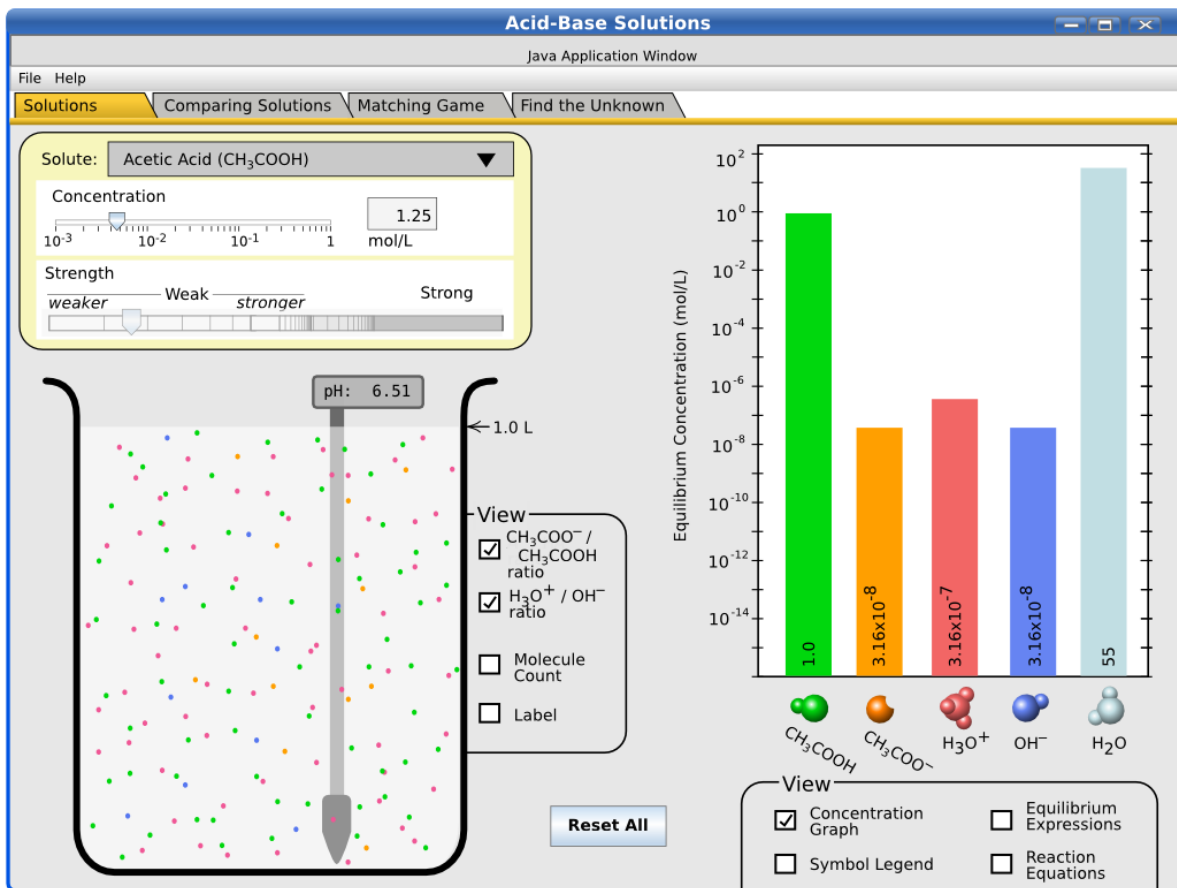 Acid-Base Solutions
Java Application Window
File Help
Solutions
Comparing Solutions
Matching Game
Find the Unknown
Solute:
Acetic Acid (CH₃COOH)
Concentration
1.25
10⁻³ 10⁻² 10⁻¹ 1
mol/L
Strength
weaker
Weak
stronger
Strong
pH: 6.51
1.0 L
View
CH₃COO⁻ /
CH₃COOH
ratio
H₃O⁺ / OH⁻
ratio
Molecule
Count
Label
Reset All
Equilibrium Concentration (mol/L)
10²
10⁰
10⁻²
10⁻⁴
10⁻⁶
10⁻⁸
10⁻¹⁰
10⁻¹²
10⁻¹⁴
1.0
3.16x10⁻⁸
3.16x10⁻⁷
3.16x10⁻⁸
55
CH₃COOH
CH₃COO⁻
H₃O⁺
OH⁻
H₂O
View
Concentration
Graph
Equilibrium
Expressions
Symbol Legend
Reaction
Equations